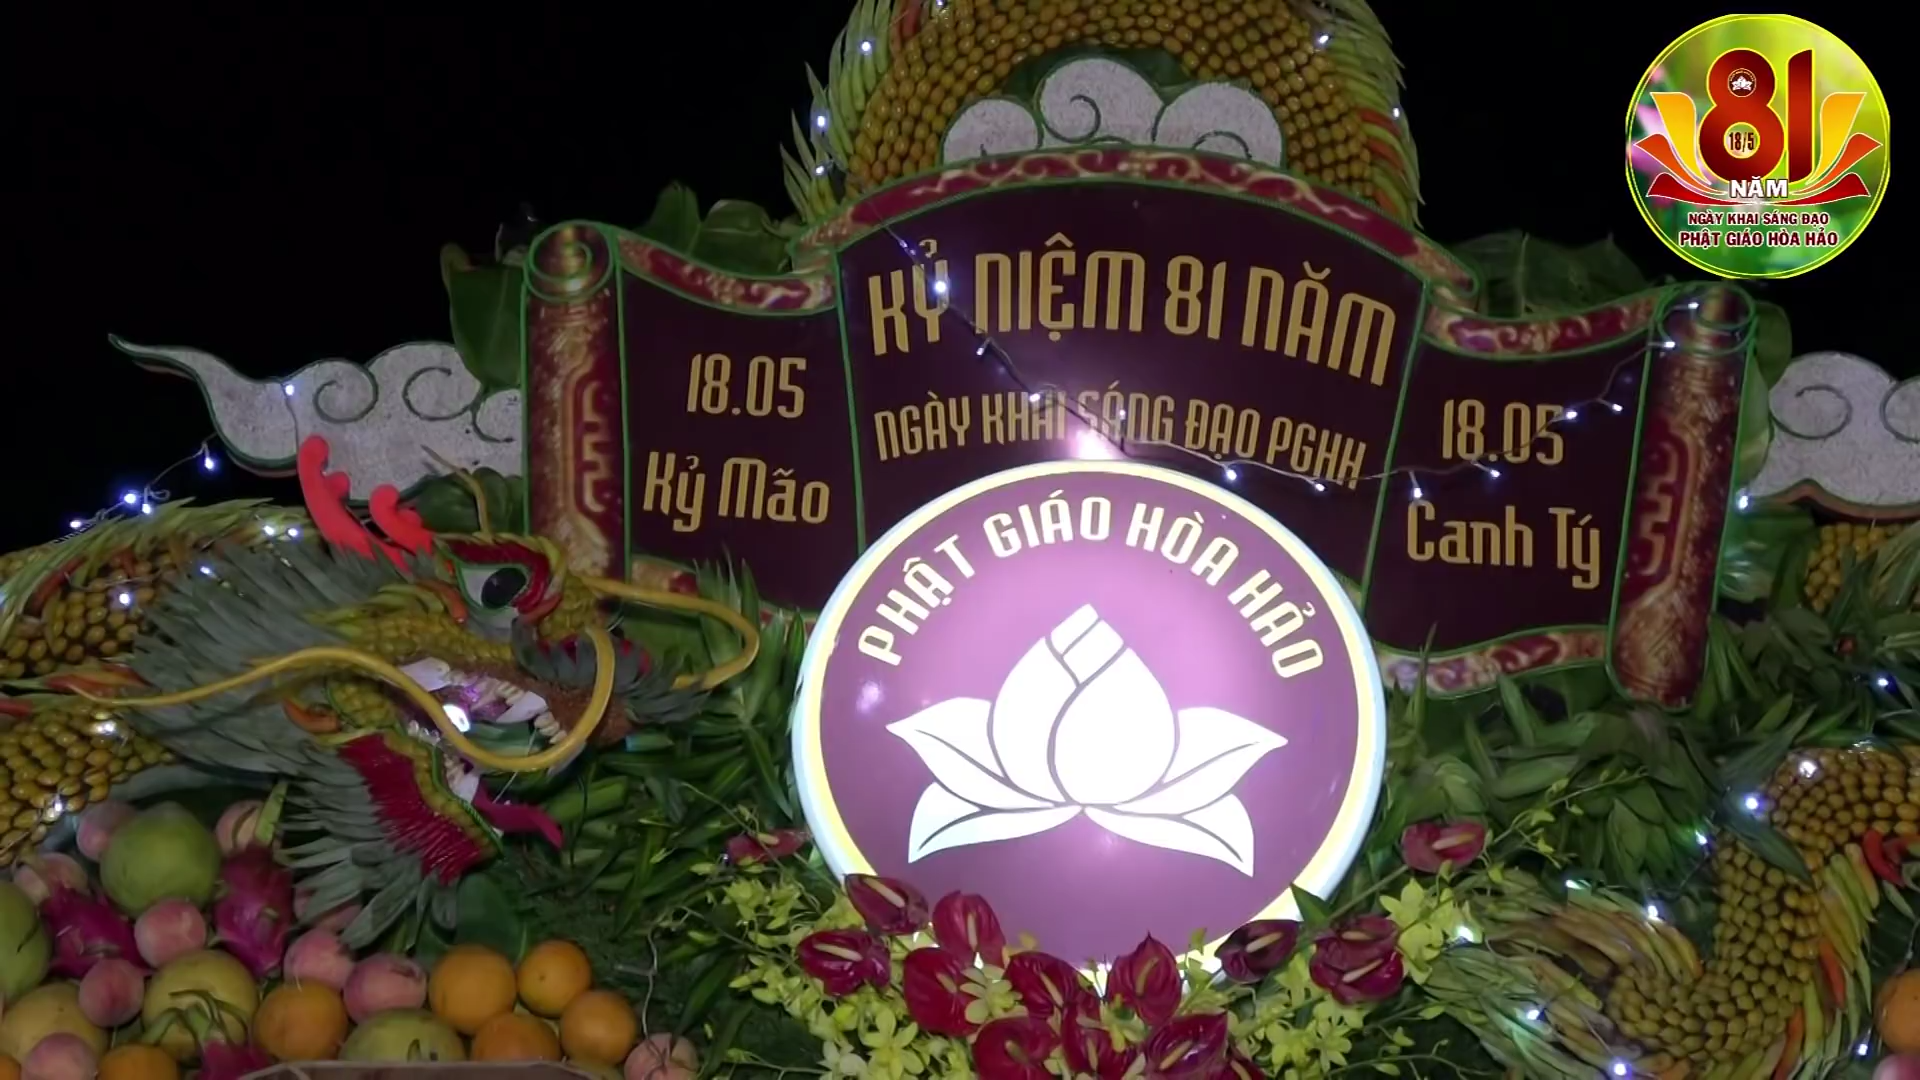 KỶ NIỆM 81 NĂM
NGÀY KHAI SÁNG ĐẠO PGHH
18.05
Kỷ Mão
18.05
Canh Tý
PHẬT GIÁO HÒA HẢO
81
18/5
NĂM
NGÀY KHAI SÁNG ĐẠO
PHẬT GIÁO HÒA HẢO